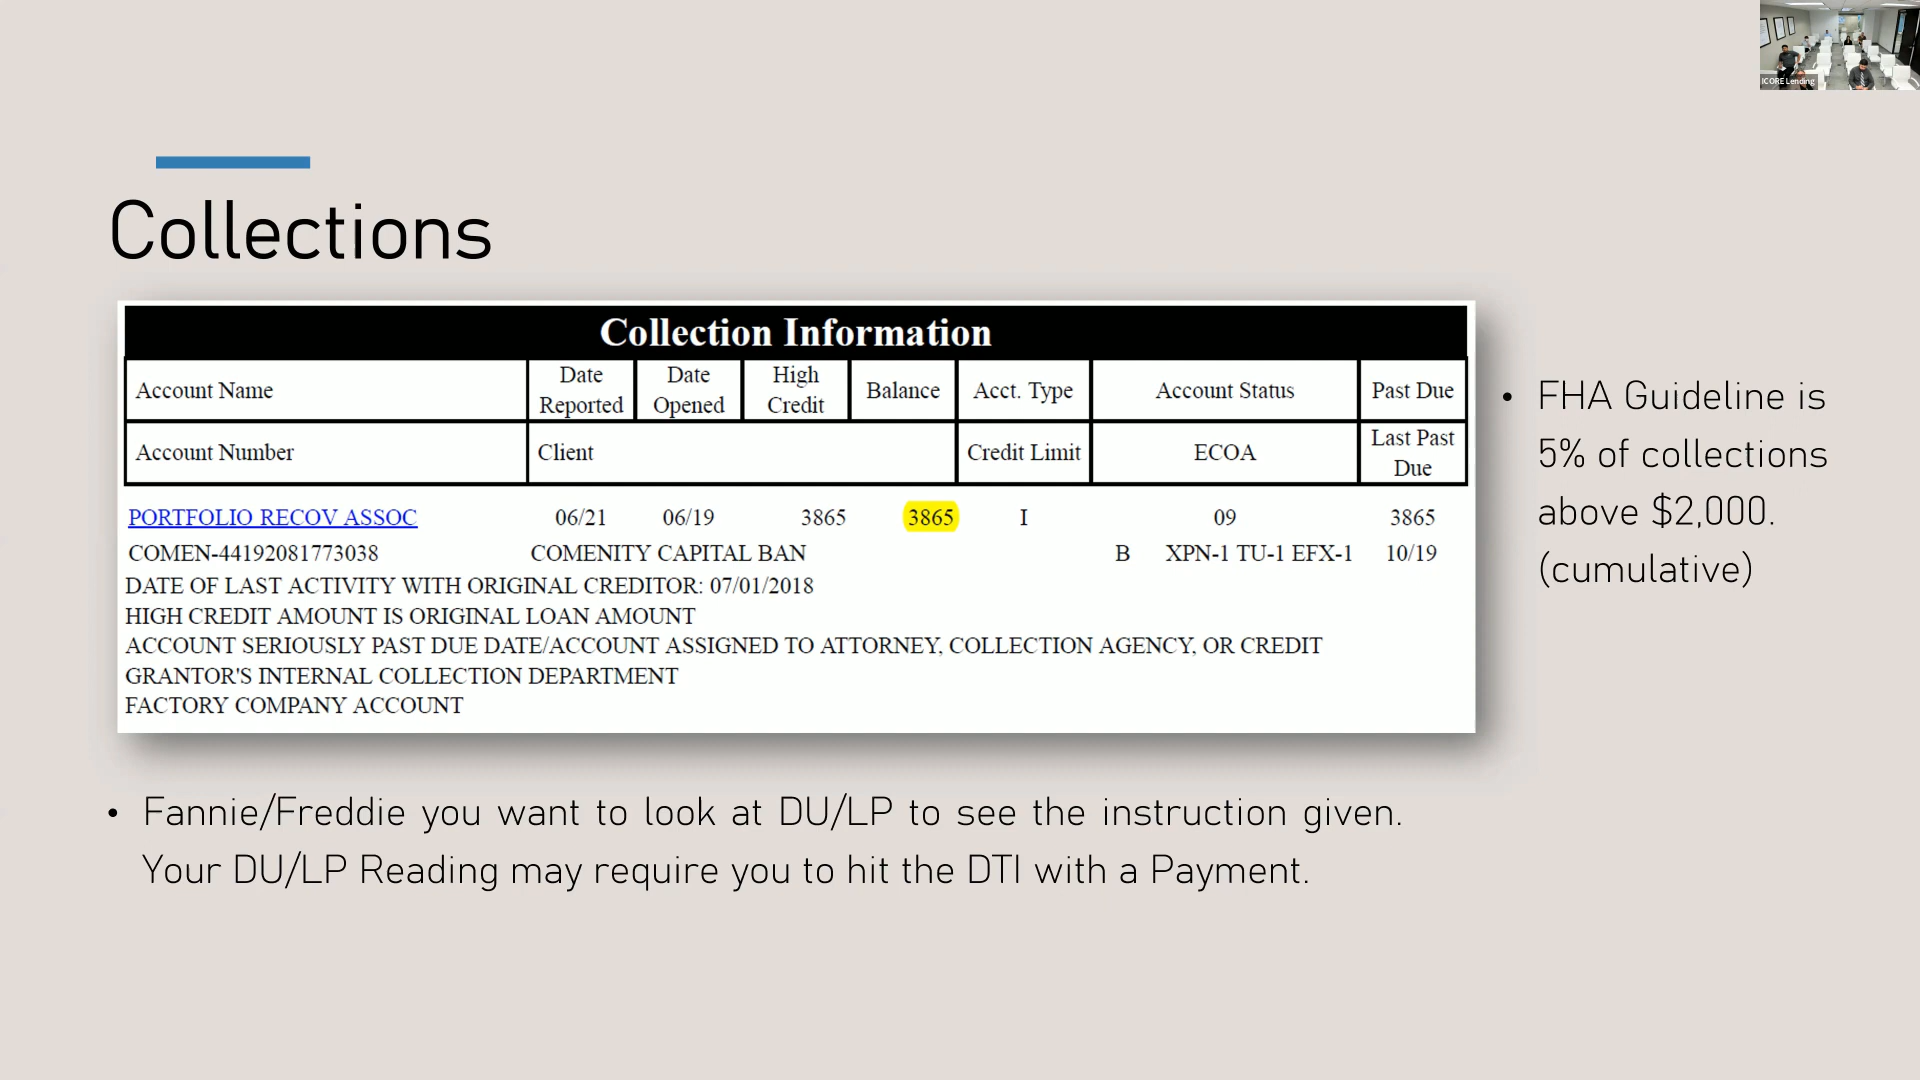 ICORE Lending
Collections
Collection Information
Account Name
Date Reported
Date Opened
High Credit
Balance
Acct. Type
Account Status
Past Due
Account Number
Client
Credit Limit
ECOA
Last Past Due
PORTFOLIO RECOV ASSOC 06/21 06/19 3865 3865 I 09 3865
COMEN-44192081773038 COMENITY CAPITAL BAN B XPN-1 TU-1 EFX-1 10/19
DATE OF LAST ACTIVITY WITH ORIGINAL CREDITOR: 07/01/2018
HIGH CREDIT AMOUNT IS ORIGINAL LOAN AMOUNT
ACCOUNT SERIOUSLY PAST DUE DATE/ACCOUNT ASSIGNED TO ATTORNEY, COLLECTION AGENCY, OR CREDIT
GRANTOR'S INTERNAL COLLECTION DEPARTMENT
FACTORY COMPANY ACCOUNT
• FHA Guideline is
5% of collections
above $2,000.
(cumulative)
• Fannie/Freddie you want to look at DU/LP to see the instruction given.
Your DU/LP Reading may require you to hit the DTI with a Payment.